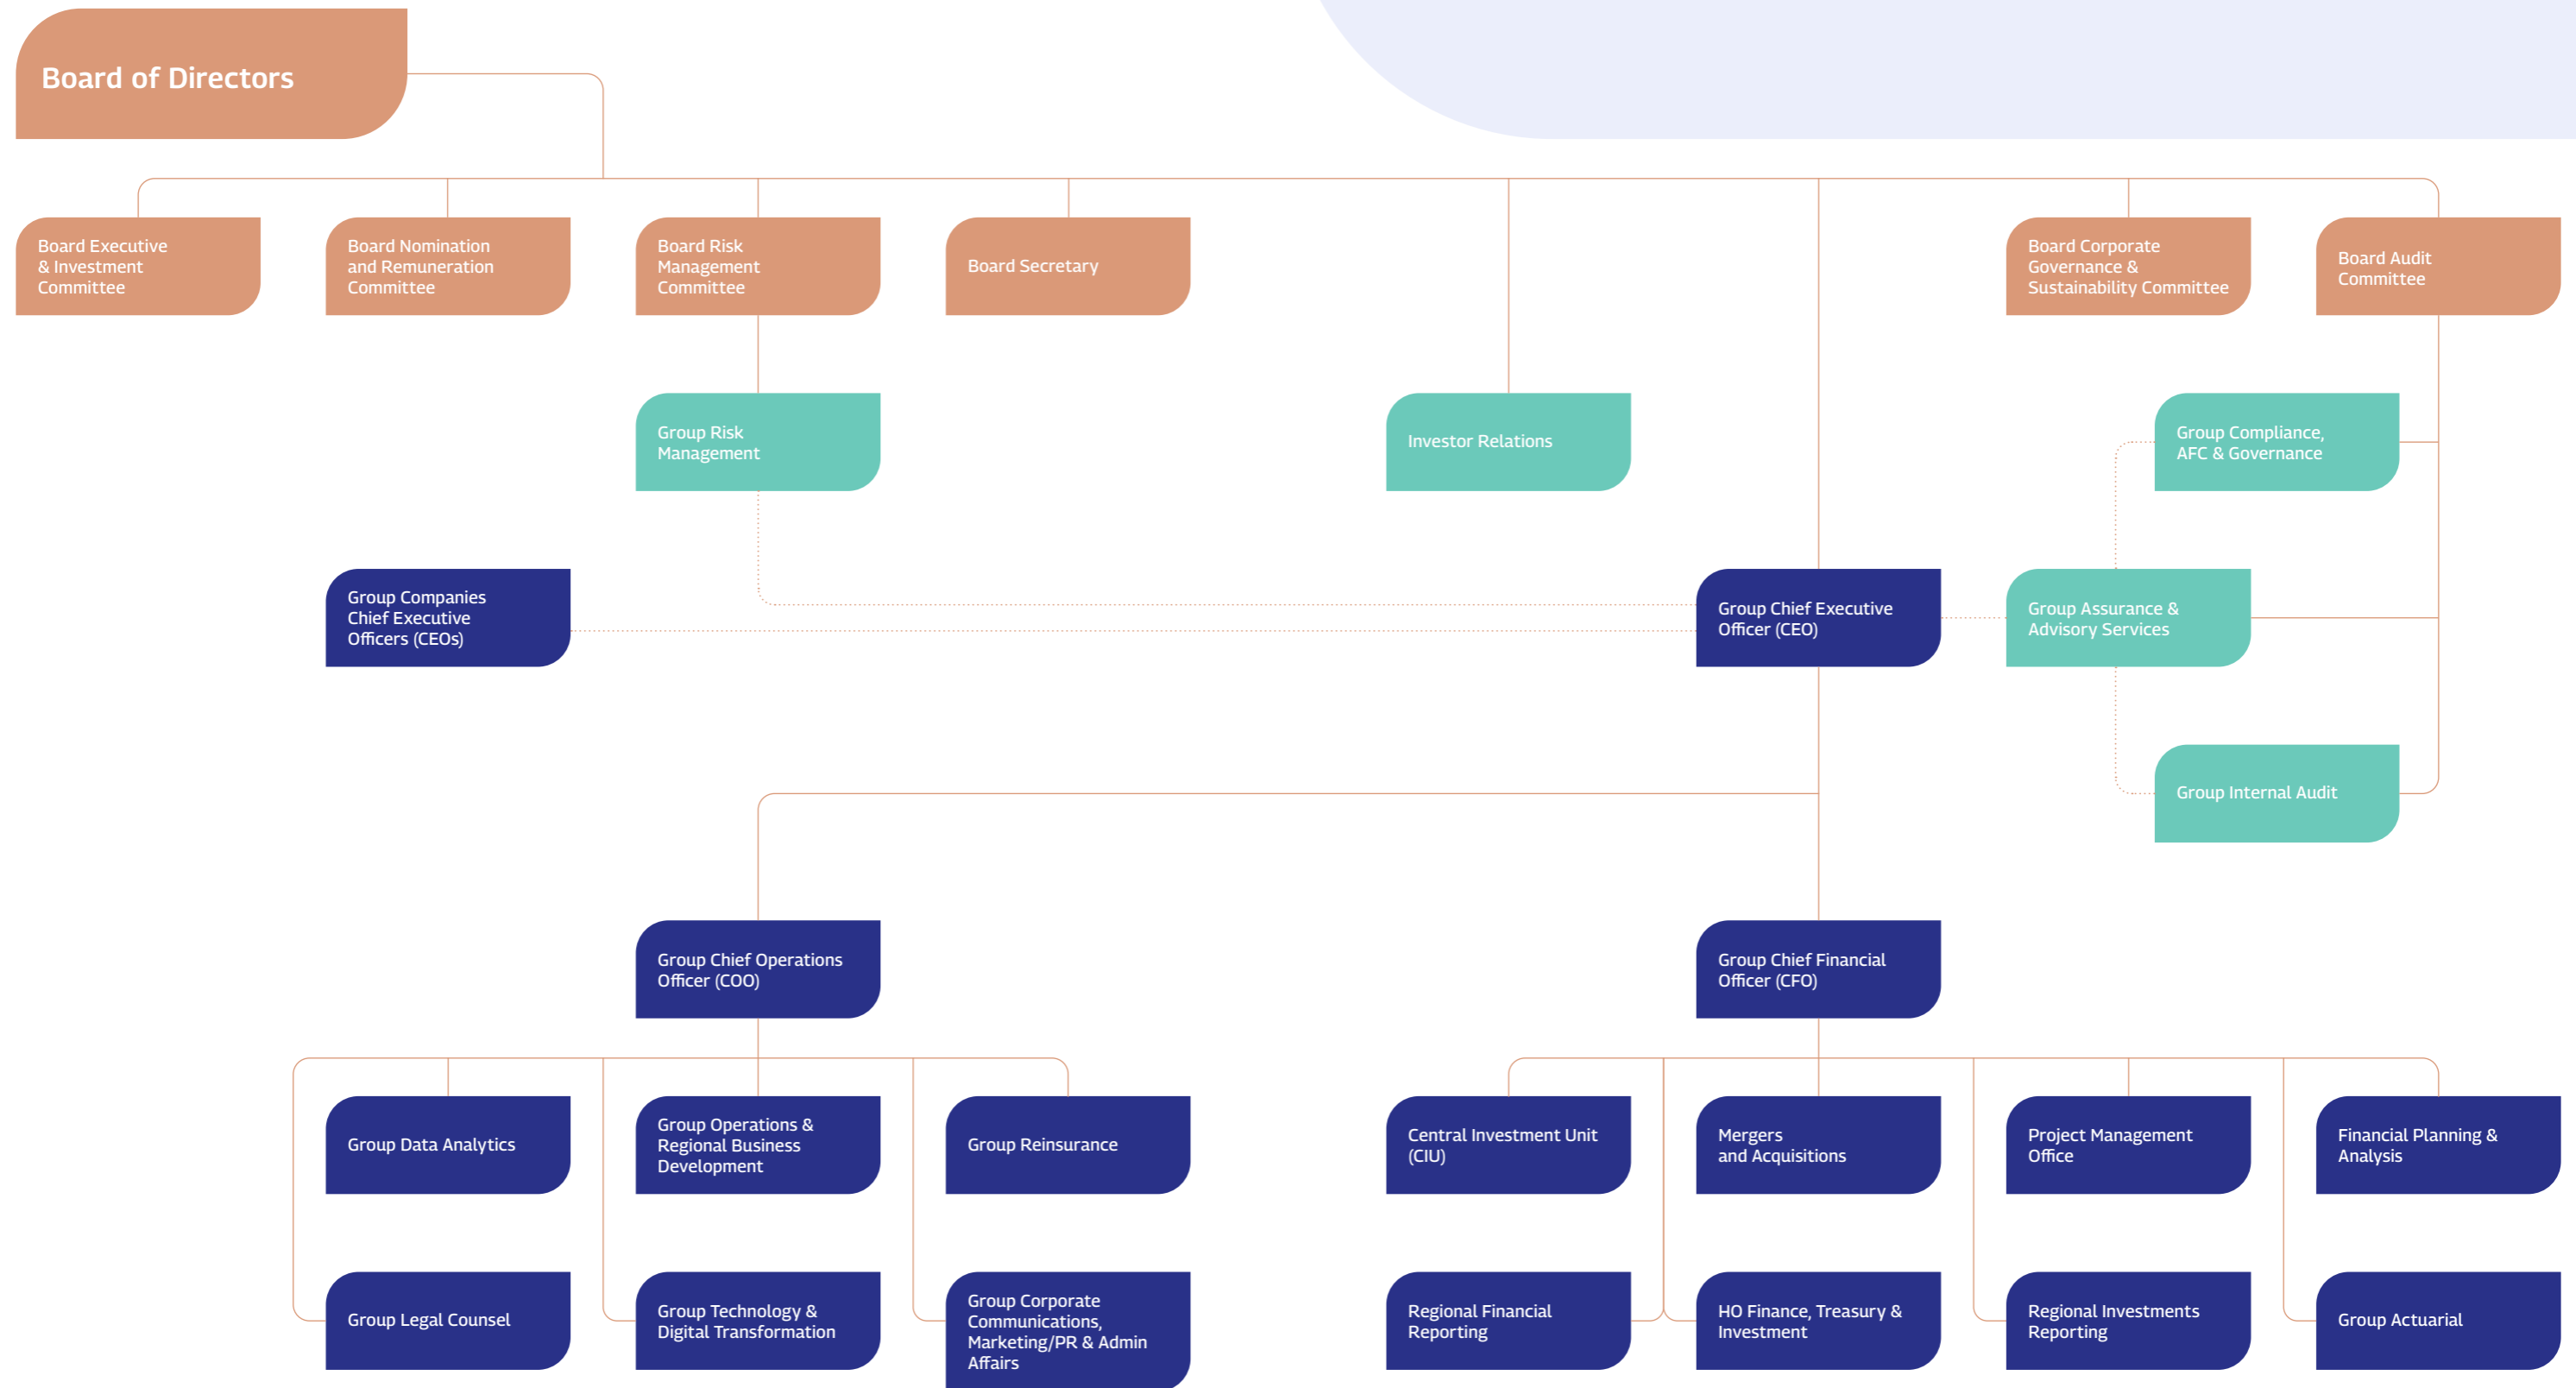 Board of Directors
Board Executive
& Investment
Committee
Board Nomination
and Remuneration
Committee
Board Risk
Management
Committee
Board Secretary
Board Corporate
Governance &
Sustainability Committee
Board Audit
Committee
Group Risk
Management
Investor Relations
Group Compliance,
AFC & Governance
Group Companies
Chief Executive
Officers (CEOs)
Group Chief Executive
Officer (CEO)
Group Assurance &
Advisory Services
Group Internal Audit
Group Chief Operations
Officer (COO)
Group Chief Financial
Officer (CFO)
Group Data Analytics
Group Operations &
Regional Business
Development
Group Reinsurance
Central Investment Unit
(CIU)
Mergers
and Acquisitions
Project Management
Office
Financial Planning &
Analysis
Group Legal Counsel
Group Technology &
Digital Transformation
Group Corporate
Communications,
Marketing/PR & Admin
Affairs
Regional Financial
Reporting
HO Finance, Treasury &
Investment
Regional Investments
Reporting
Group Actuarial